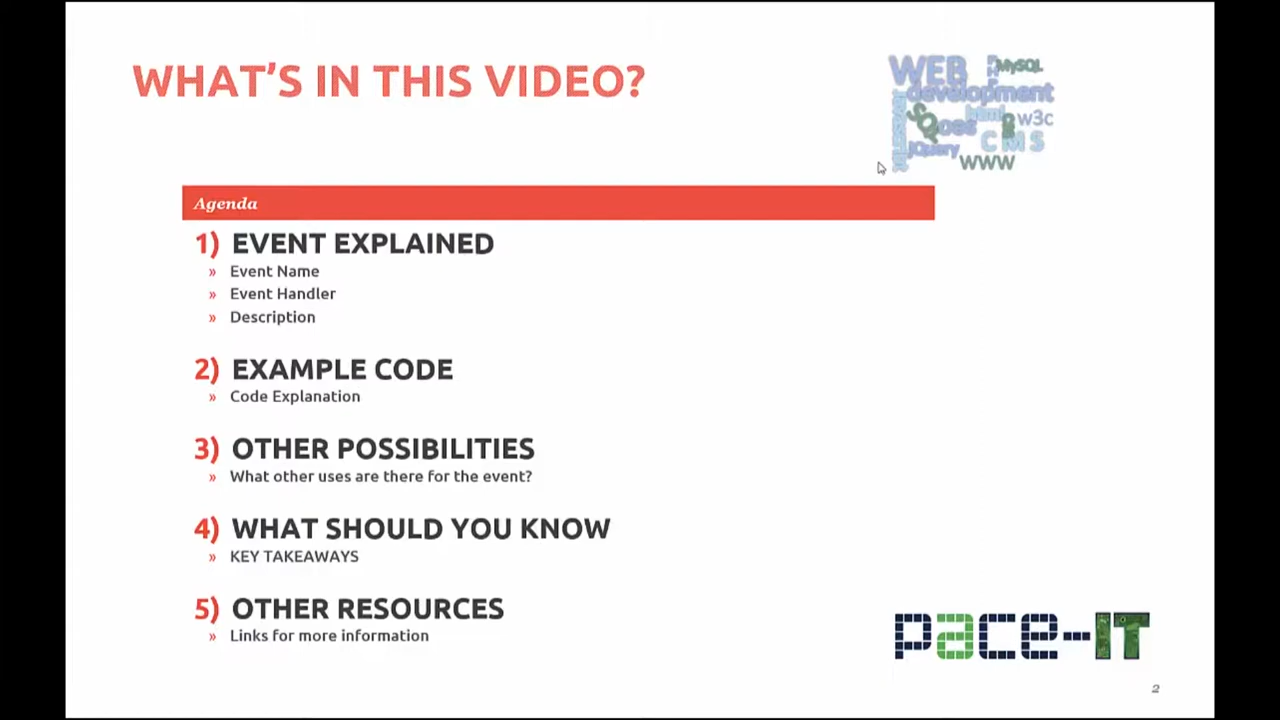 WHAT'S IN THIS VIDEO?
WEB
MySQL
development
JavaScript
SQL
html
w3c
CMS
jQuery
www
Agenda
1) EVENT EXPLAINED
» Event Name
» Event Handler
» Description
2) EXAMPLE CODE
» Code Explanation
3) OTHER POSSIBILITIES
» What other uses are there for the event?
4) WHAT SHOULD YOU KNOW
» KEY TAKEAWAYS
5) OTHER RESOURCES
» Links for more information
pace-IT
2